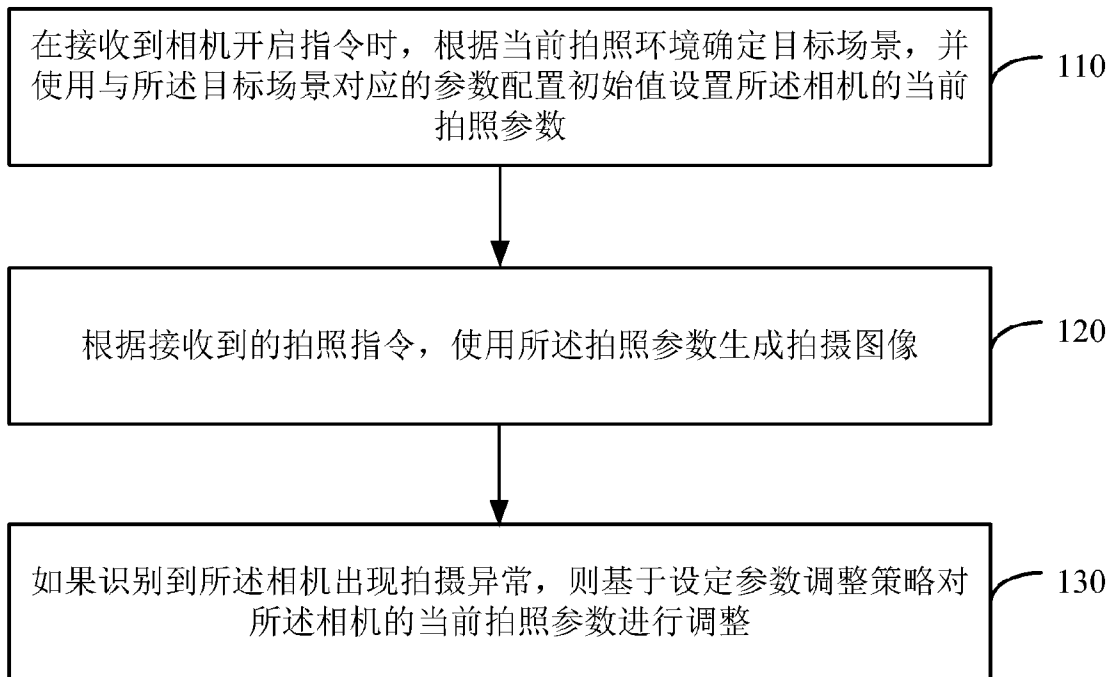 在接收到相机开启指令时，根据当前拍照环境确定目标场景，并
使用与所述目标场景对应的参数配置初始值设置所述相机的当前
拍照参数
110
根据接收到的拍照指令，使用所述拍照参数生成拍摄图像
120
如果识别到所述相机出现拍摄异常，则基于设定参数调整策略对
所述相机的当前拍照参数进行调整
130